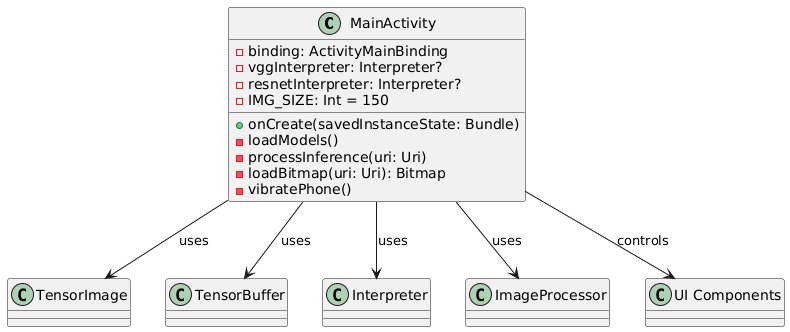 C MainActivity
binding: ActivityMainBinding
vggInterpreter: Interpreter?
resnetInterpreter: Interpreter?
IMG_SIZE: Int = 150
onCreate(savedInstanceState: Bundle)
loadModels()
processInference(uri: Uri)
loadBitmap(uri: Uri): Bitmap
vibratePhone()
uses uses uses uses controls
C TensorImage C TensorBuffer C Interpreter C ImageProcessor C UI Components